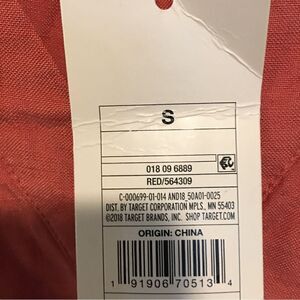 S
018 09 6889
RED/564309
C-000699-01-014 AND18_50A01-0025
DIST. BY TARGET CORPORATION MPLS., MN 55403
©2018 TARGET BRANDS, INC. SHOP TARGET.COM
ORIGIN: CHINA
1 91906 70513 4